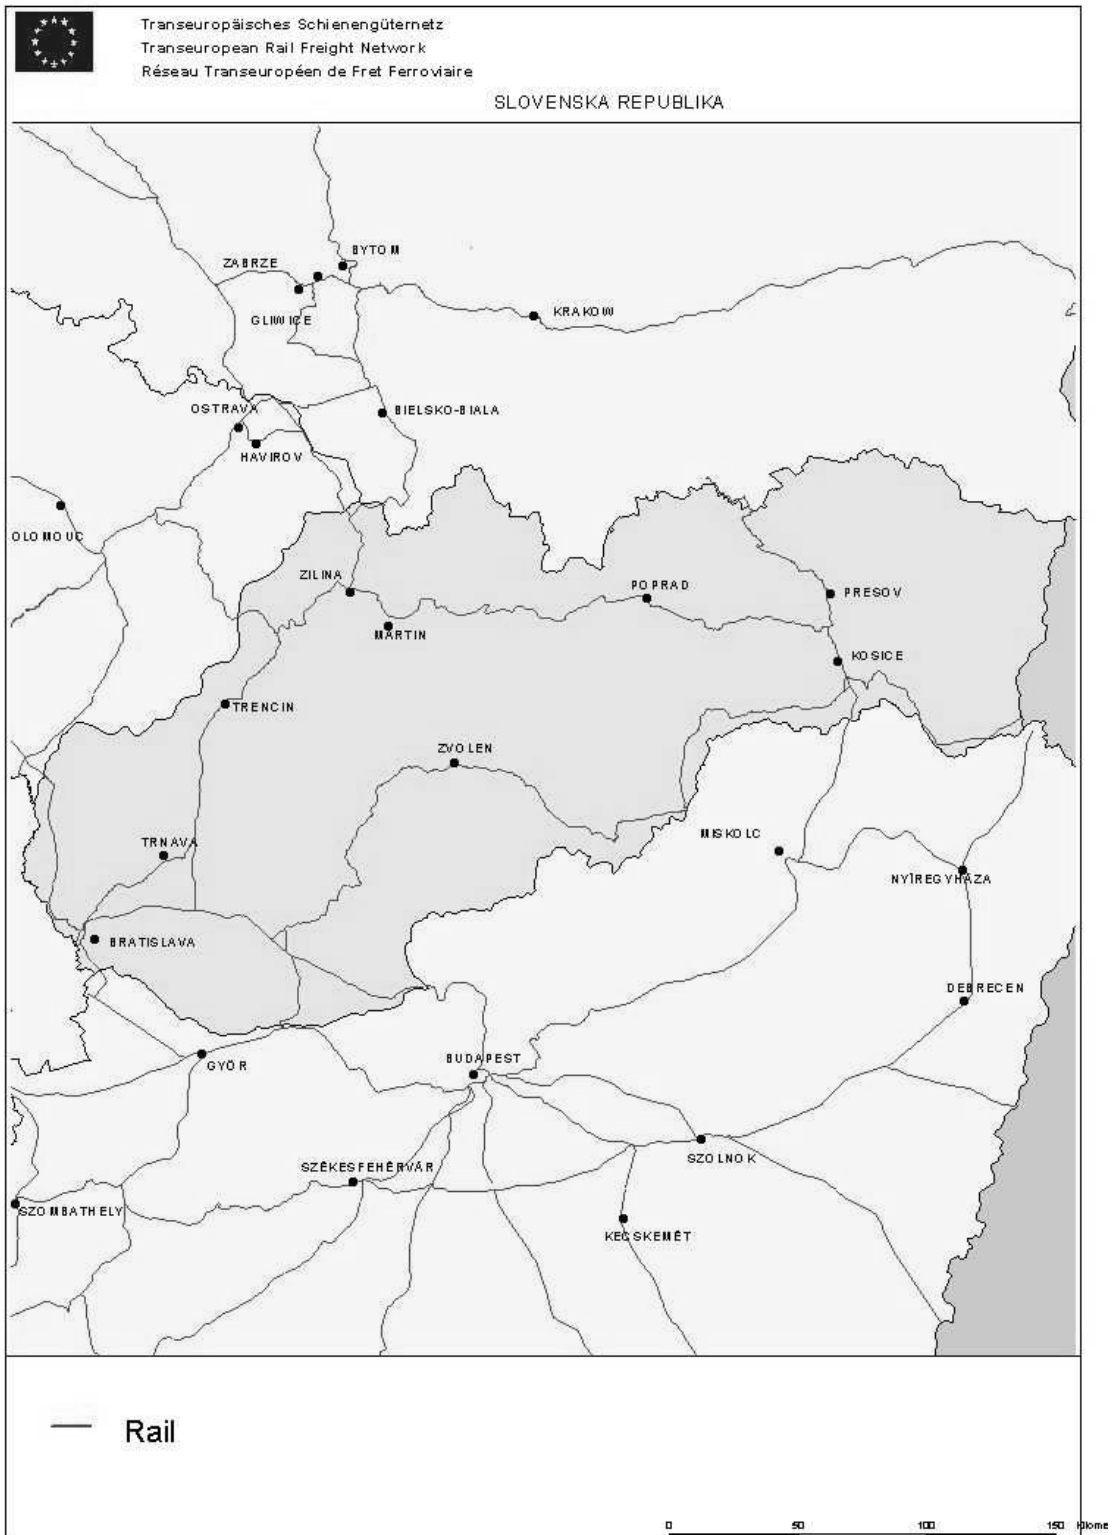 Transeuropäisches Schienengüternetz
Transeuropean Rail Freight Network
Réseau Transeuropéen de Fret Ferroviaire
SLOVENSKA REPUBLIKA
BYTOM
ZABRZE
KRAKOW
GLIWICE
OSTRAVA
BIELSKO-BIALA
HAVIROV
OLOMOUC
ZILINA
POPRAD
PRESOV
MARTIN
KOSICE
TRENCIN
ZVOLEN
MISKOLC
TRNAVA
NYÍREGYHÁZA
BRATISLAVA
DEBRECEN
BUDAPEST
GYÖR
SZOLNOK
SZÉKESFEHÉRVÁR
SZOMBATHELY
KECSKEMÉT
Rail
0 50 100 150 Kilome